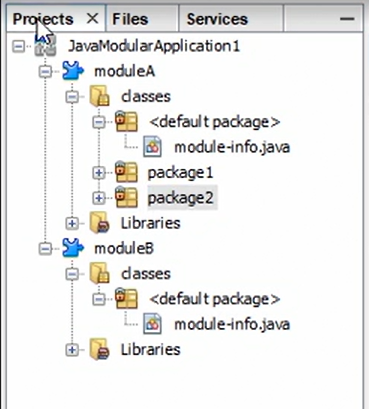 Projects Files Services
JavaModularApplication1
moduleA
classes
<default package>
module-info.java
package1
package2
Libraries
moduleB
classes
<default package>
module-info.java
Libraries